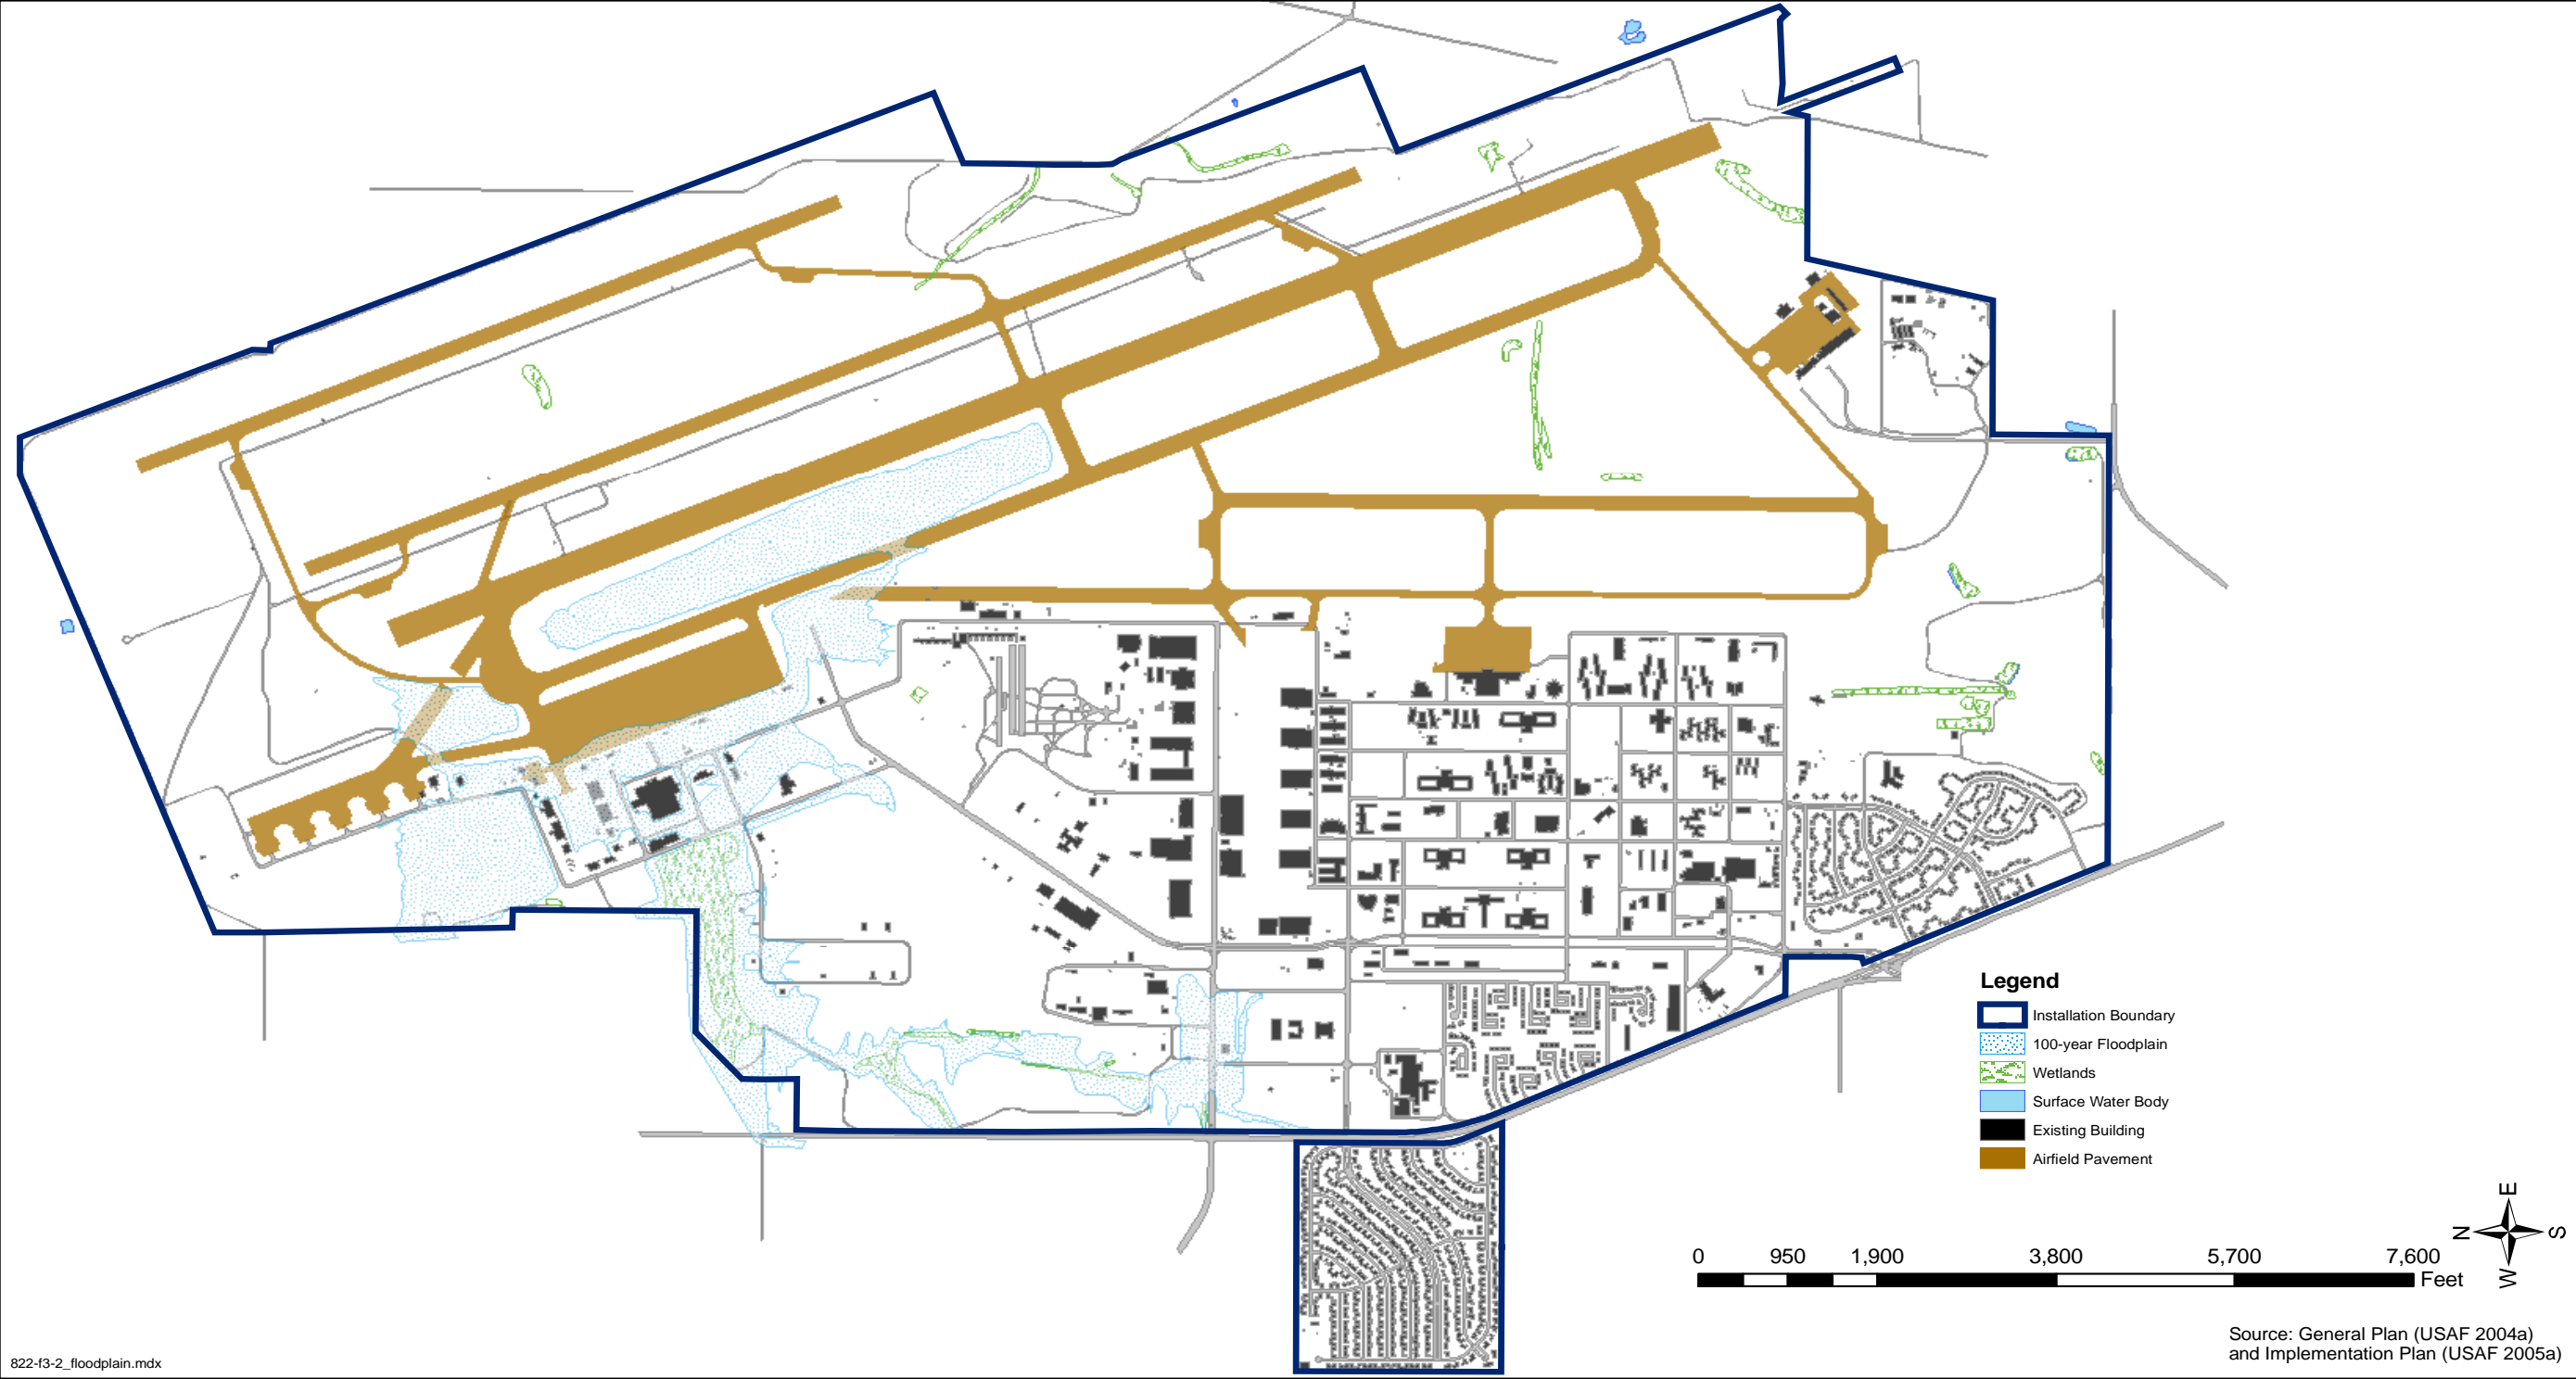 Legend
Installation Boundary
100-year Floodplain
Wetlands
Surface Water Body
Existing Building
Airfield Pavement
E
N
S
W
0 950 1,900 3,800 5,700 7,600
Feet
Source: General Plan (USAF 2004a)
and Implementation Plan (USAF 2005a)
822-f3-2_floodplain.mdx